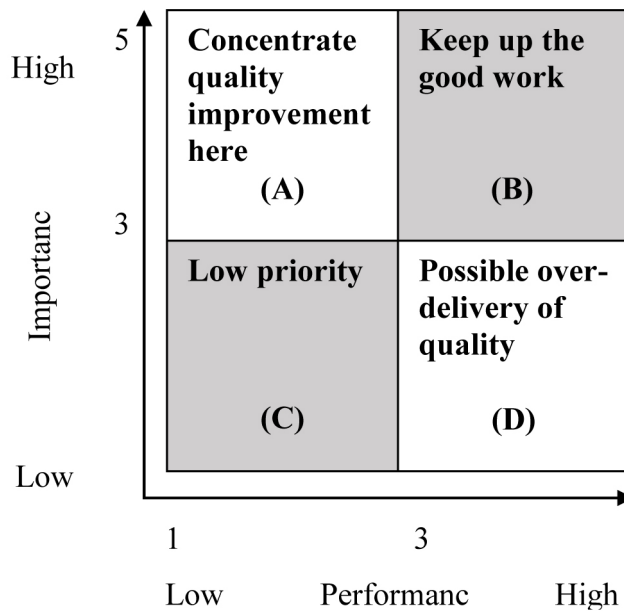 5
High
Concentrate
quality
improvement
here
(A)
Keep up the
good work
(B)
3
Importanc
Low priority
(C)
Possible over-
delivery of
quality
(D)
Low
1
3
Low
Performanc
High